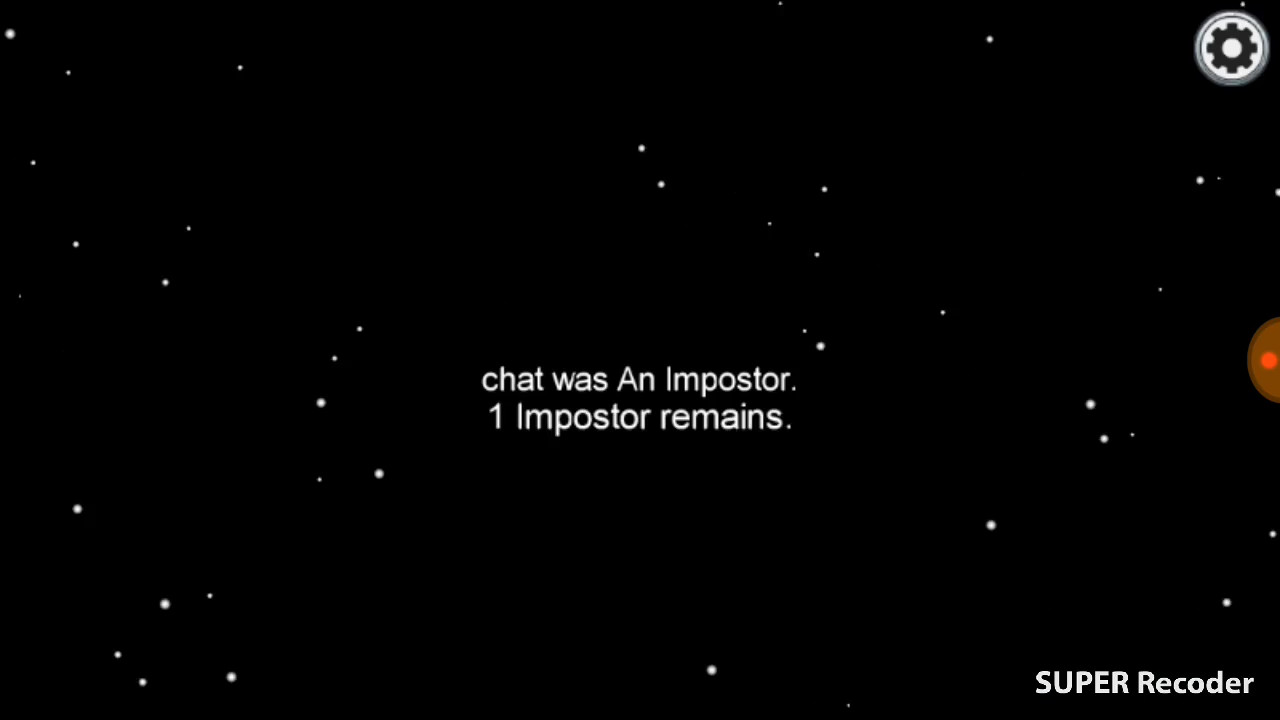 chat was An Impostor.
1 Impostor remains.
SUPER Recoder